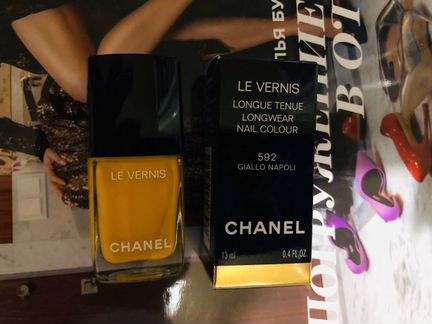 LE VERNIS
CHANEL
LE VERNIS
LONGUE TENUE
LONGWEAR
NAIL COLOUR
592
GIALLO NAPOLI
CHANEL
13 ml 0.4 FL.OZ.
ВОТ